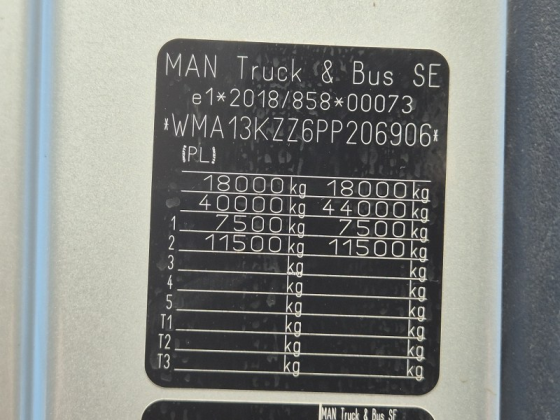 MAN Truck & Bus SE
e1*2018/858*00073
*WMA13KZZ6PP206906*
(PL)
18000 kg 18000 kg
40000 kg 44000 kg
1 7500 kg 7500 kg
2 11500 kg 11500 kg
3 kg kg
4 kg kg
5 kg kg
T1 kg kg
T2 kg kg
T3 kg kg
MAN Truck & Bus SE